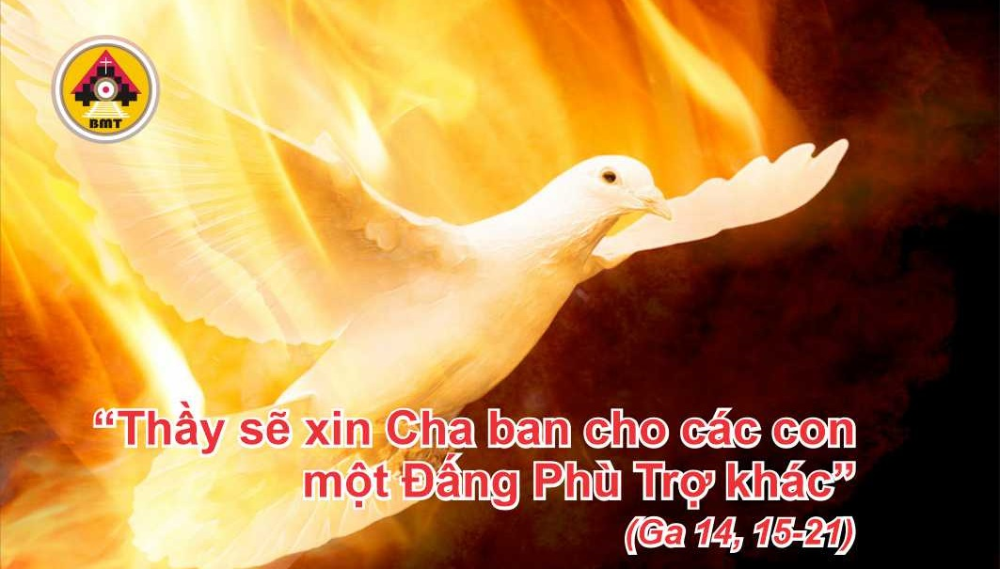 BMT
“Thầy sẽ xin Cha ban cho các con
một Đấng Phù Trợ khác”
(Ga 14, 15-21)